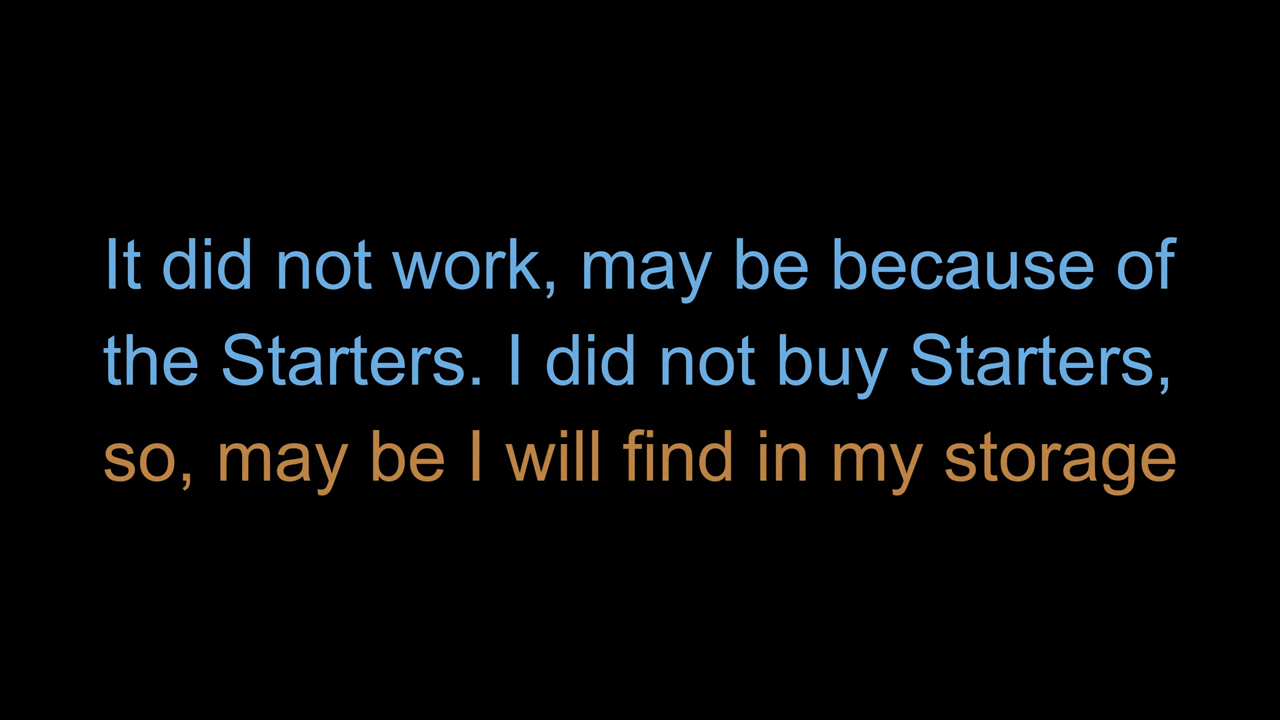 It did not work, may be because of
the Starters. I did not buy Starters,
so, may be I will find in my storage